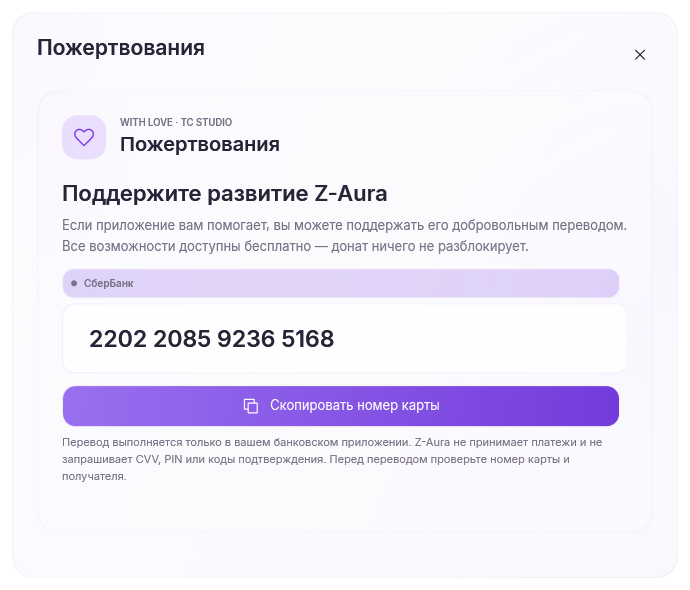 Пожертвования
WITH LOVE · TC STUDIO
Пожертвования
Поддержите развитие Z-Aura
Если приложение вам помогает, вы можете поддержать его добровольным переводом.
Все возможности доступны бесплатно — донат ничего не разблокирует.
СберБанк
2202 2085 9236 5168
Скопировать номер карты
Перевод выполняется только в вашем банковском приложении. Z-Aura не принимает платежи и не
запрашивает CVV, PIN или коды подтверждения. Перед переводом проверьте номер карты и
получателя.